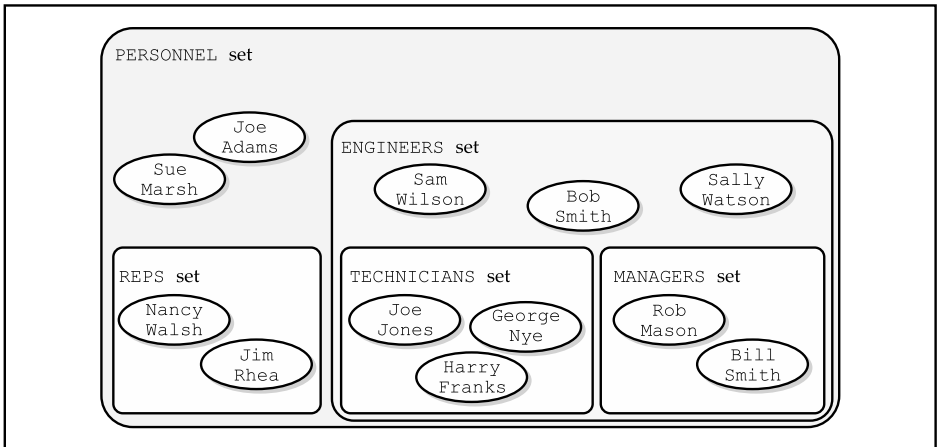 PERSONNEL set
Joe
Adams
Sue
Marsh
ENGINEERS set
Sam
Wilson
Bob
Smith
Sally
Watson
REPS set
Nancy
Walsh
Jim
Rhea
TECHNICIANS set
Joe
Jones
George
Nye
Harry
Franks
MANAGERS set
Rob
Mason
Bill
Smith